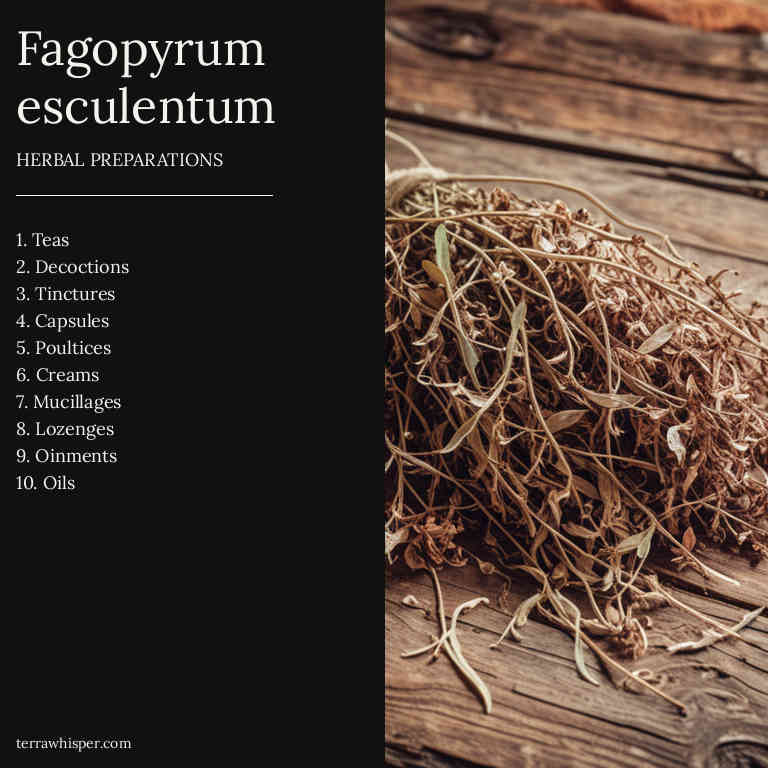 Fagopyrum
esculentum
HERBAL PREPARATIONS
1. Teas
2. Decoctions
3. Tinctures
4. Capsules
5. Poultices
6. Creams
7. Mucillages
8. Lozenges
9. Oinments
10. Oils
terrawhisper.com